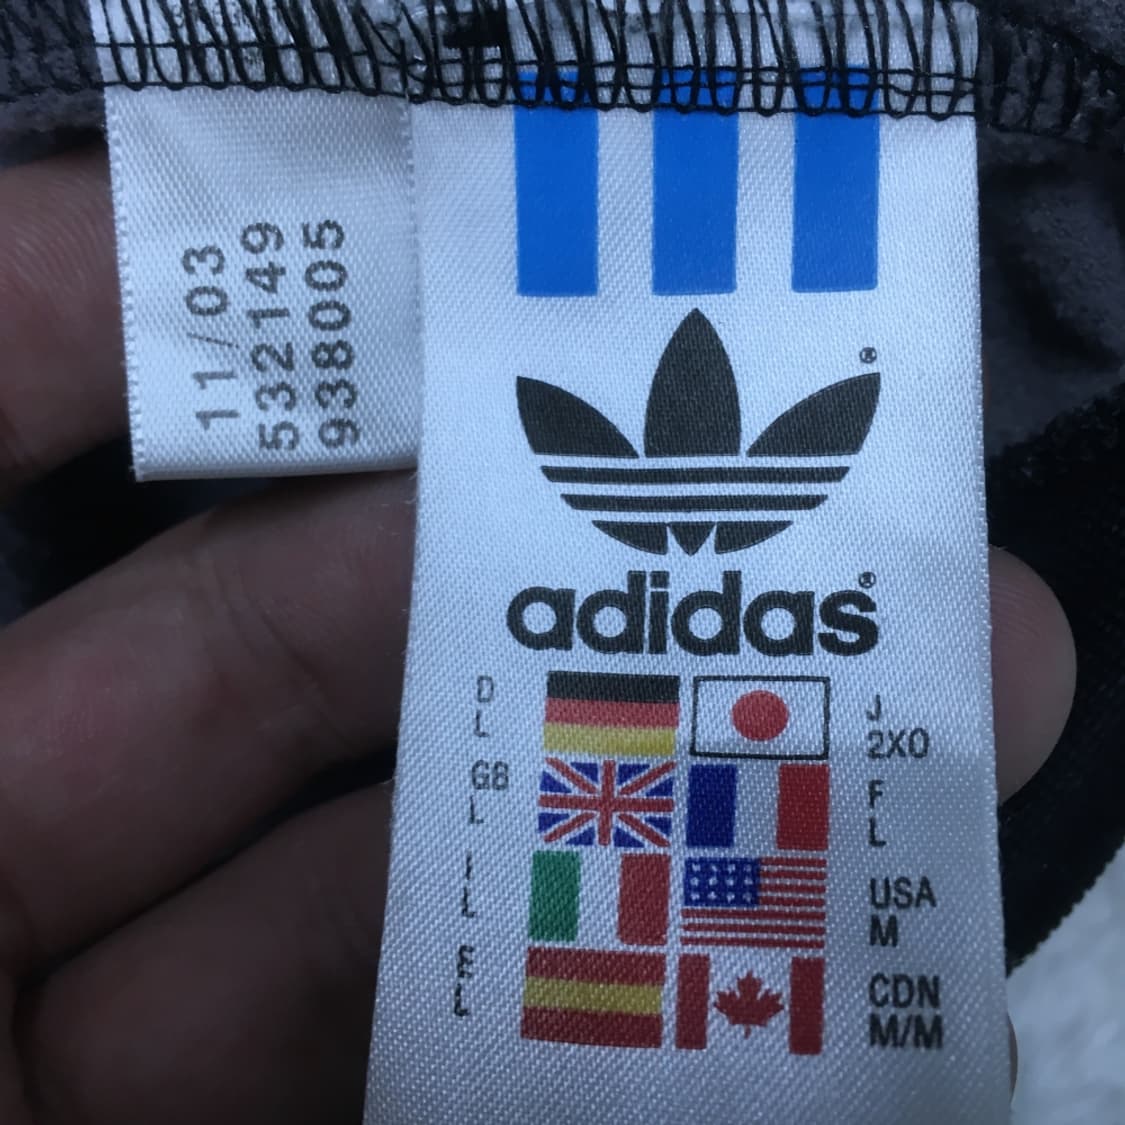 11/03
532149
938005
®
adidas®
D
L
J
2XO
GB
L
F
L
I
L
USA
M
E
L
CDN
M/M